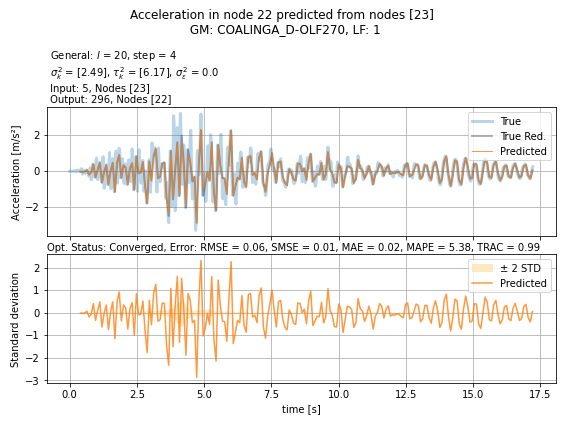 Acceleration in node 22 predicted from nodes [23]
GM: COALINGA_D-OLF270, LF: 1
General: l = 20, step = 4
σ²ₖ = [2.49], τ²ₖ = [6.17], σ²ε = 0.0
Input: 5, Nodes [23]
Output: 296, Nodes [22]
Acceleration [m/s²]
2
0
−2
True
True Red.
Predicted
Opt. Status: Converged, Error: RMSE = 0.06, SMSE = 0.01, MAE = 0.02, MAPE = 5.38, TRAC = 0.99
Standard deviation
2
1
0
−1
−2
−3
± 2 STD
Predicted
0.0 2.5 5.0 7.5 10.0 12.5 15.0 17.5
time [s]